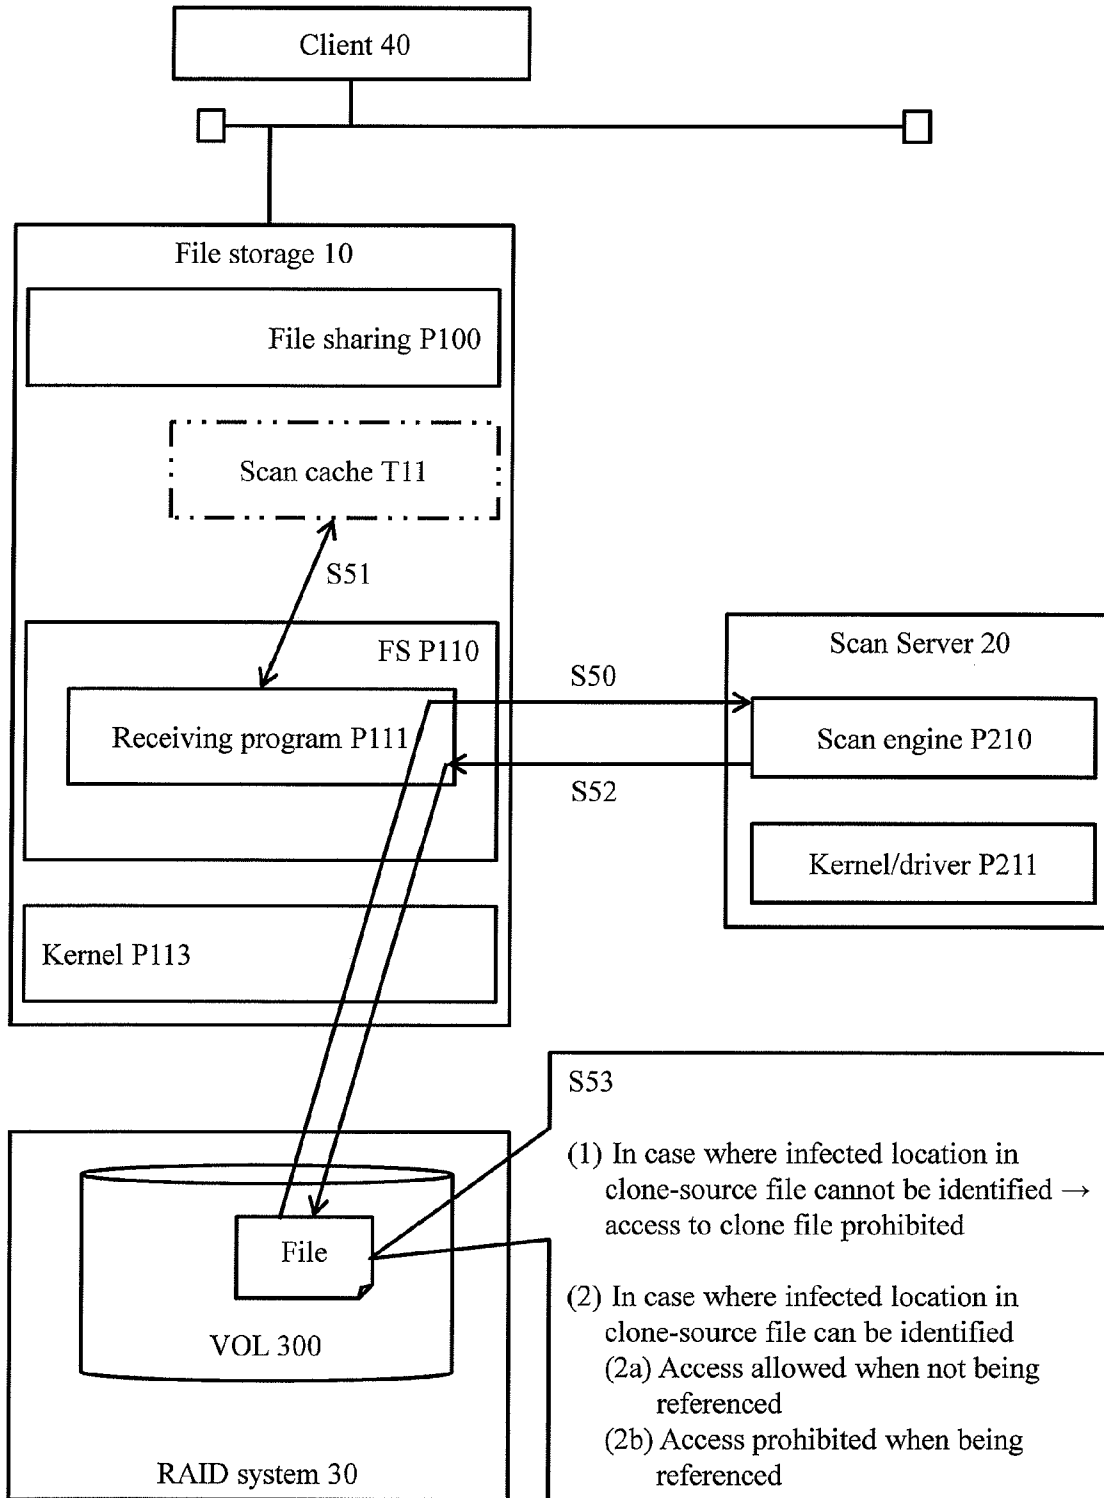 Client 40
File storage 10
File sharing P100
Scan cache T11
S51
FS P110
Receiving program P111
Kernel P113
S50
S52
Scan Server 20
Scan engine P210
Kernel/driver P211
File
VOL 300
RAID system 30
S53
(1) In case where infected location in
clone-source file cannot be identified →
access to clone file prohibited
(2) In case where infected location in
clone-source file can be identified
(2a) Access allowed when not being
referenced
(2b) Access prohibited when being
referenced